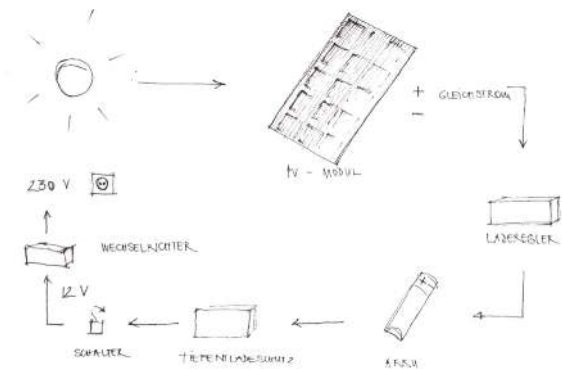 + GLEICHSTROM
-
PV - MODUL
230 V
LADEREGLER
WECHSELRICHTER
12 V
+
SCHALTER
TIEFENTLADESCHUTZ
AKKU